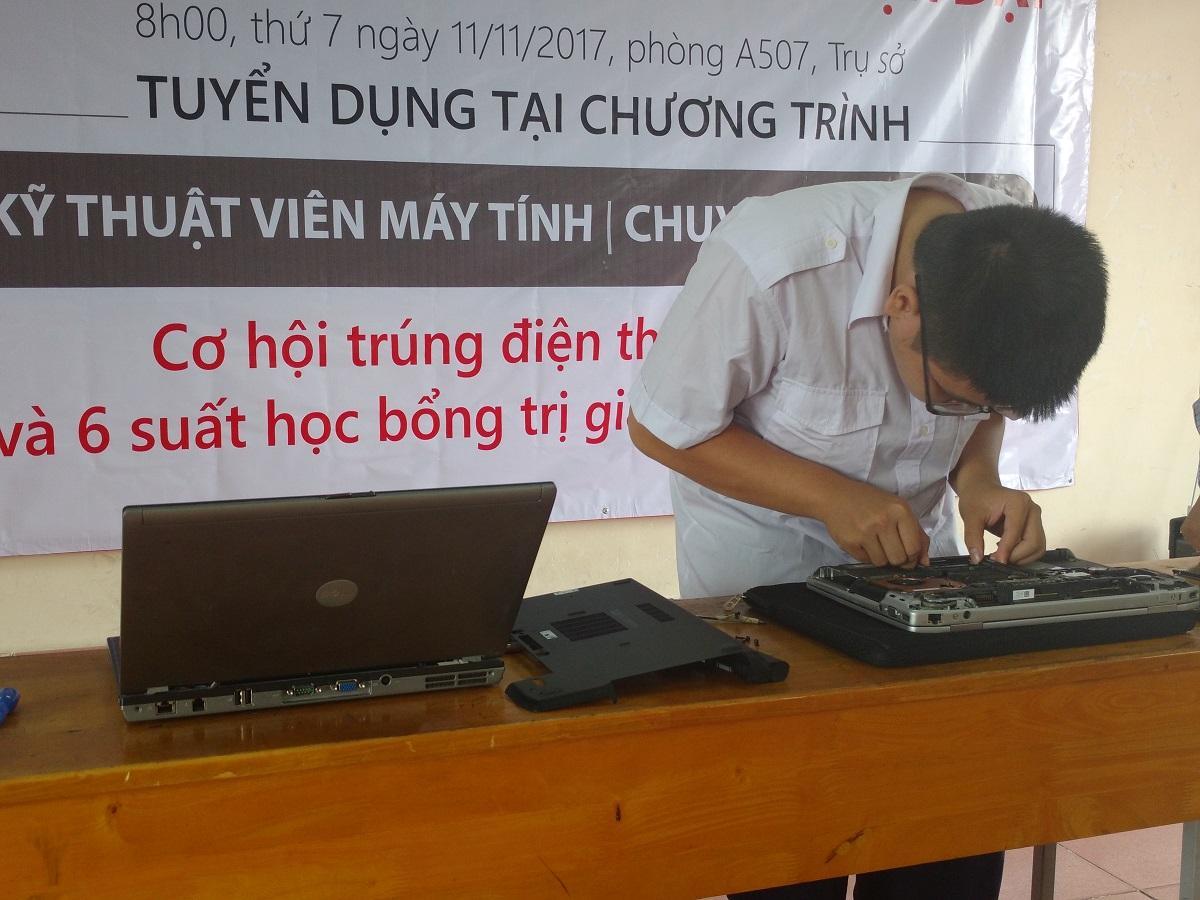 8h00, thứ 7 ngày 11/11/2017, phòng A507, Trụ sở
TUYỂN DỤNG TẠI CHƯƠNG TRÌNH
KỸ THUẬT VIÊN MÁY TÍNH | CHUY
Cơ hội trúng điện th
và 6 suất học bổng trị gi